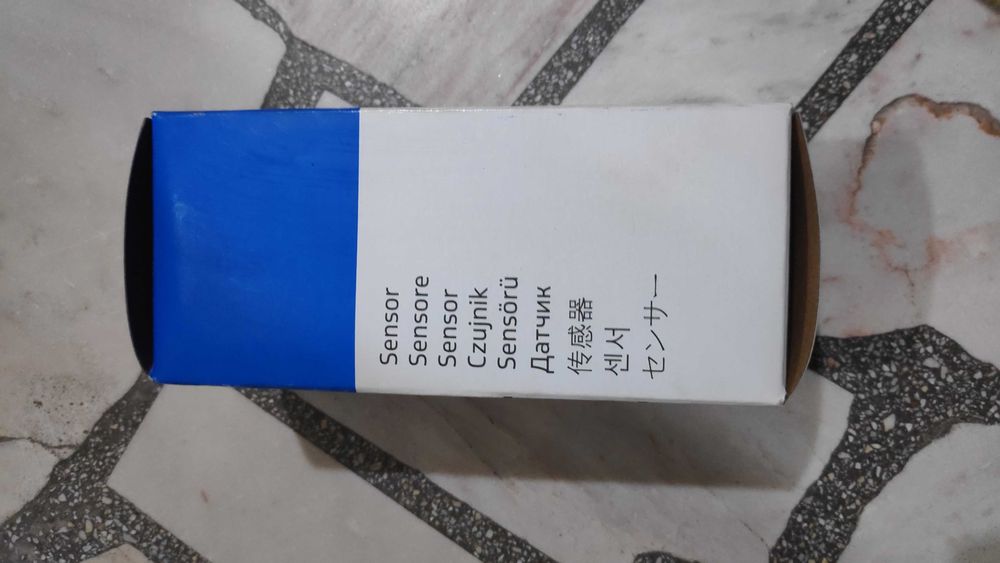 Sensor
Sensore
Sensor
Czujnik
Sensörü
Датчик
传感器
센서
センサー